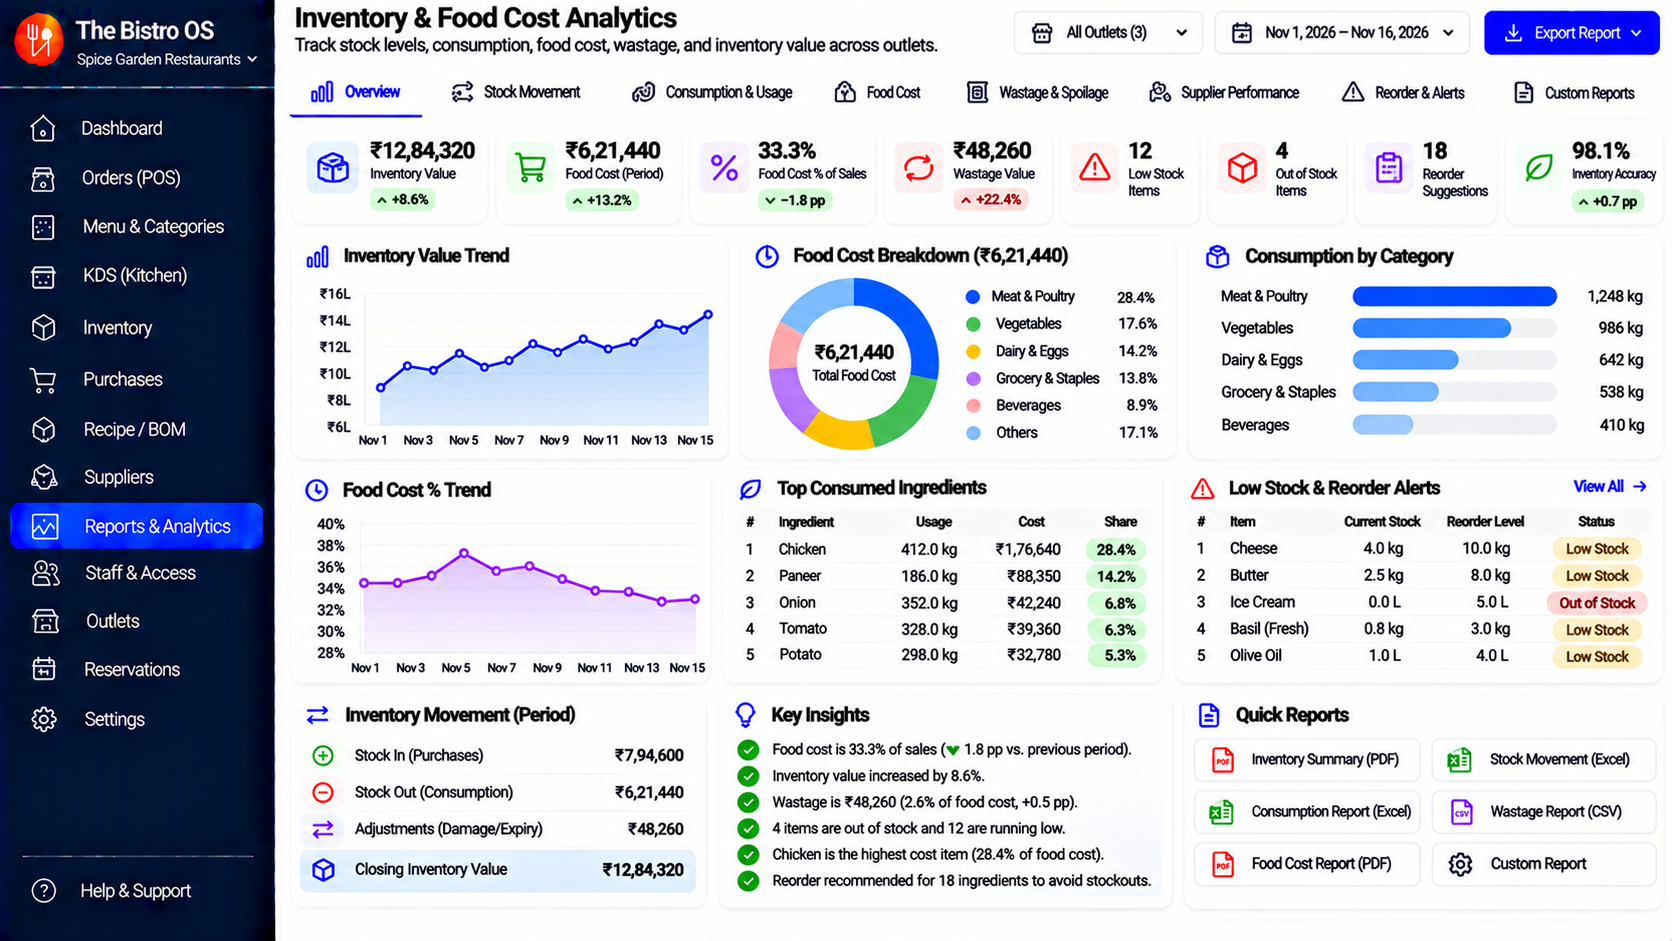 The Bistro OS
Spice Garden Restaurants
Dashboard
Orders (POS)
Menu & Categories
KDS (Kitchen)
Inventory
Purchases
Recipe / BOM
Suppliers
Reports & Analytics
Staff & Access
Outlets
Reservations
Settings
Help & Support
Inventory & Food Cost Analytics
Track stock levels, consumption, food cost, wastage, and inventory value across outlets.
All Outlets (3)
Nov 1, 2026 – Nov 16, 2026
Export Report
Overview
Stock Movement
Consumption & Usage
Food Cost
Wastage & Spoilage
Supplier Performance
Reorder & Alerts
Custom Reports
₹12,84,320
Inventory Value
+8.6%
₹6,21,440
Food Cost (Period)
+13.2%
33.3%
Food Cost % of Sales
−1.8 pp
₹48,260
Wastage Value
+22.4%
12
Low Stock
Items
4
Out of Stock
Items
18
Reorder
Suggestions
98.1%
Inventory Accuracy
+0.7 pp
Inventory Value Trend
₹16L
₹14L
₹12L
₹10L
₹8L
₹6L
Nov 1 Nov 3 Nov 5 Nov 7 Nov 9 Nov 11 Nov 13 Nov 15
Food Cost Breakdown (₹6,21,440)
₹6,21,440
Total Food Cost
Meat & Poultry 28.4%
Vegetables 17.6%
Dairy & Eggs 14.2%
Grocery & Staples 13.8%
Beverages 8.9%
Others 17.1%
Consumption by Category
Meat & Poultry 1,248 kg
Vegetables 986 kg
Dairy & Eggs 642 kg
Grocery & Staples 538 kg
Beverages 410 kg
Food Cost % Trend
40%
38%
36%
34%
32%
30%
28%
Nov 1 Nov 3 Nov 5 Nov 7 Nov 9 Nov 11 Nov 13 Nov 15
Top Consumed Ingredients
# Ingredient Usage Cost Share
1 Chicken 412.0 kg ₹1,76,640 28.4%
2 Paneer 186.0 kg ₹88,350 14.2%
3 Onion 352.0 kg ₹42,240 6.8%
4 Tomato 328.0 kg ₹39,360 6.3%
5 Potato 298.0 kg ₹32,780 5.3%
Low Stock & Reorder Alerts
View All
# Item Current Stock Reorder Level Status
1 Cheese 4.0 kg 10.0 kg Low Stock
2 Butter 2.5 kg 8.0 kg Low Stock
3 Ice Cream 0.0 L 5.0 L Out of Stock
4 Basil (Fresh) 0.8 kg 3.0 kg Low Stock
5 Olive Oil 1.0 L 4.0 L Low Stock
Inventory Movement (Period)
Stock In (Purchases) ₹7,94,600
Stock Out (Consumption) ₹6,21,440
Adjustments (Damage/Expiry) ₹48,260
Closing Inventory Value ₹12,84,320
Key Insights
Food cost is 33.3% of sales (▼ 1.8 pp vs. previous period).
Inventory value increased by 8.6%.
Wastage is ₹48,260 (2.6% of food cost, +0.5 pp).
4 items are out of stock and 12 are running low.
Chicken is the highest cost item (28.4% of food cost).
Reorder recommended for 18 ingredients to avoid stockouts.
Quick Reports
PDF Inventory Summary (PDF)
X Stock Movement (Excel)
X Consumption Report (Excel)
CSV Wastage Report (CSV)
PDF Food Cost Report (PDF)
Custom Report